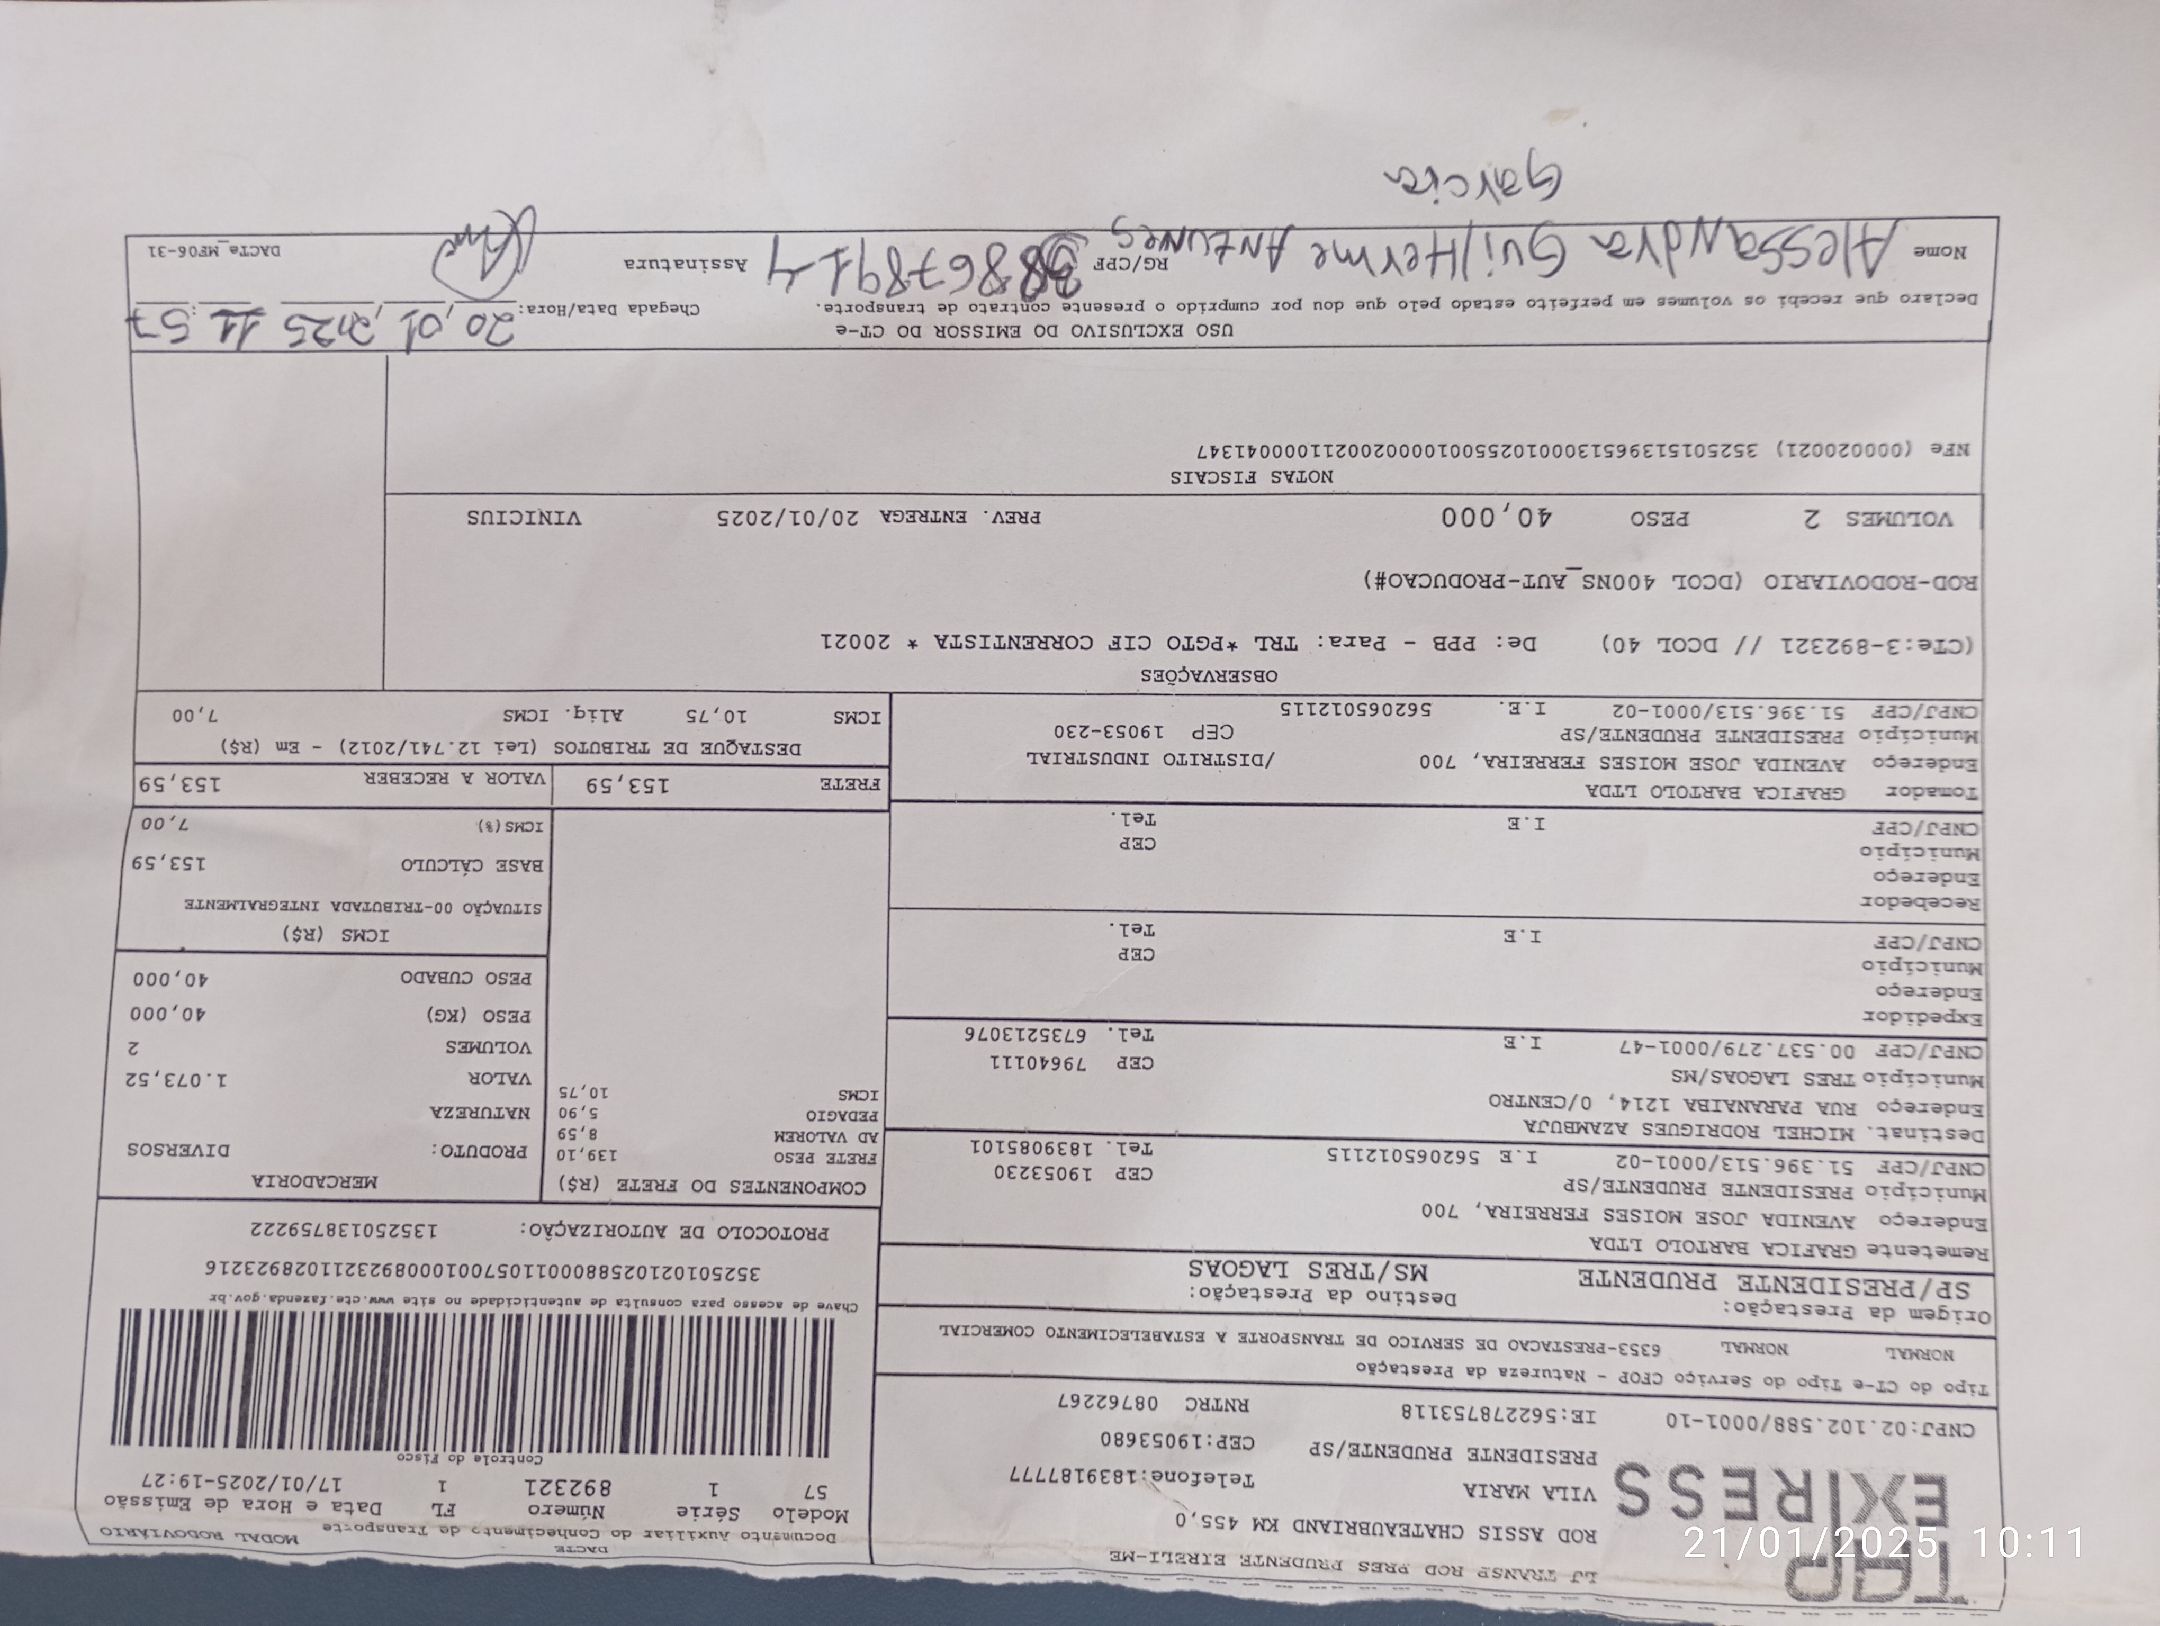 TGP
EXIRESS
LJ TRANSP ROD PRES PRUDENTE EIRELI-ME
ROD ASSIS CHATEAUBRIAND KM 455,0
VILA MARIA Telefone:1839187777
PRESIDENTE PRUDENTE/SP CEP:19053680
CNPJ:02.102.588/0001-10 IE:562278753118 RNTRC 08762267
Tipo do CT-e Tipo do Serviço CFOP - Natureza da Prestação
NORMAL NORMAL 6353-PRESTACAO DE SERVICO DE TRANSPORTE A ESTABELECIMENTO COMERCIAL
Origem da Prestação: Destino da Prestação:
SP/PRESIDENTE PRUDENTE MS/TRES LAGOAS
DACTE
Documento Auxiliar do Conhecimento de Transporte MODAL RODOVIÁRIO
Modelo Série Número FL Data e Hora de Emissão
57 1 892321 1 17/01/2025-19:27
Controle do Fisco
Chave de acesso para consulta de autenticidade no site www.cte.fazenda.gov.br
35250102102588000110570010008923211028923216
PROTOCOLO DE AUTORIZAÇÃO: 135250138759222
Remetente GRAFICA BARTOLO LTDA
Endereço AVENIDA JOSE MOISES FERREIRA, 700
Município PRESIDENTE PRUDENTE/SP CEP 19053230
CNPJ/CPF 51.396.513/0001-02 I.E 562065012115 Tel. 1839085101
Destinat. MICHEL RODRIGUES AZAMBUJA
Endereço RUA PARANAIBA 1214, 0/CENTRO
Município TRES LAGOAS/MS CEP 79640111
CNPJ/CPF 00.537.279/0001-47 I.E Tel. 6735213076
Expedidor
Endereço
Município CEP
CNPJ/CPF I.E Tel.
Recebedor
Endereço
Município CEP
CNPJ/CPF I.E Tel.
Tomador GRAFICA BARTOLO LTDA
Endereço AVENIDA JOSE MOISES FERREIRA, 700 /DISTRITO INDUSTRIAL
Município PRESIDENTE PRUDENTE/SP CEP 19053-230
CNPJ/CPF 51.396.513/0001-02 I.E. 562065012115
COMPONENTES DO FRETE (R$)
FRETE PESO 139,10
AD VALOREM 8,59
PEDAGIO 5,90
ICMS 10,75
MERCADORIA
PRODUTO: DIVERSOS
NATUREZA
VALOR 1.073,52
VOLUMES 2
PESO (KG) 40,000
PESO CUBADO 40,000
ICMS (R$)
SITUAÇÃO 00-TRIBUTADA INTEGRALMENTE
BASE CÁLCULO 153,59
ICMS(%) 7,00
FRETE 153,59 VALOR A RECEBER 153,59
DESTAQUE DE TRIBUTOS (Lei 12.741/2012) - Em (R$)
ICMS 10,75 Aliq. ICMS 7,00
OBSERVAÇÕES
(CTe:3-892321 // DCOL 40) De: PPB - Para: TRL *PGTO CIF CORRENTISTA * 20021
ROD-RODOVIARIO (DCOL 400NS_AUT-PRODUCAO#)
VOLUMES 2 PESO 40,000 PREV. ENTREGA 20/01/2025 VINICIUS
NOTAS FISCAIS
NFe (000020021) 35250151396513000102550010000200211000041347
USO EXCLUSIVO DO EMISSOR DO CT-e
Declaro que recebi os volumes em perfeito estado pelo que dou por cumprido o presente contrato de transporte.
Chegada Data/Hora: 20,01,2025 11:57
Nome Alessandra Guilherme Antunes RG/CPF Assinatura
Garcia
DACTe_MF06-31
21/01/2025 10:11